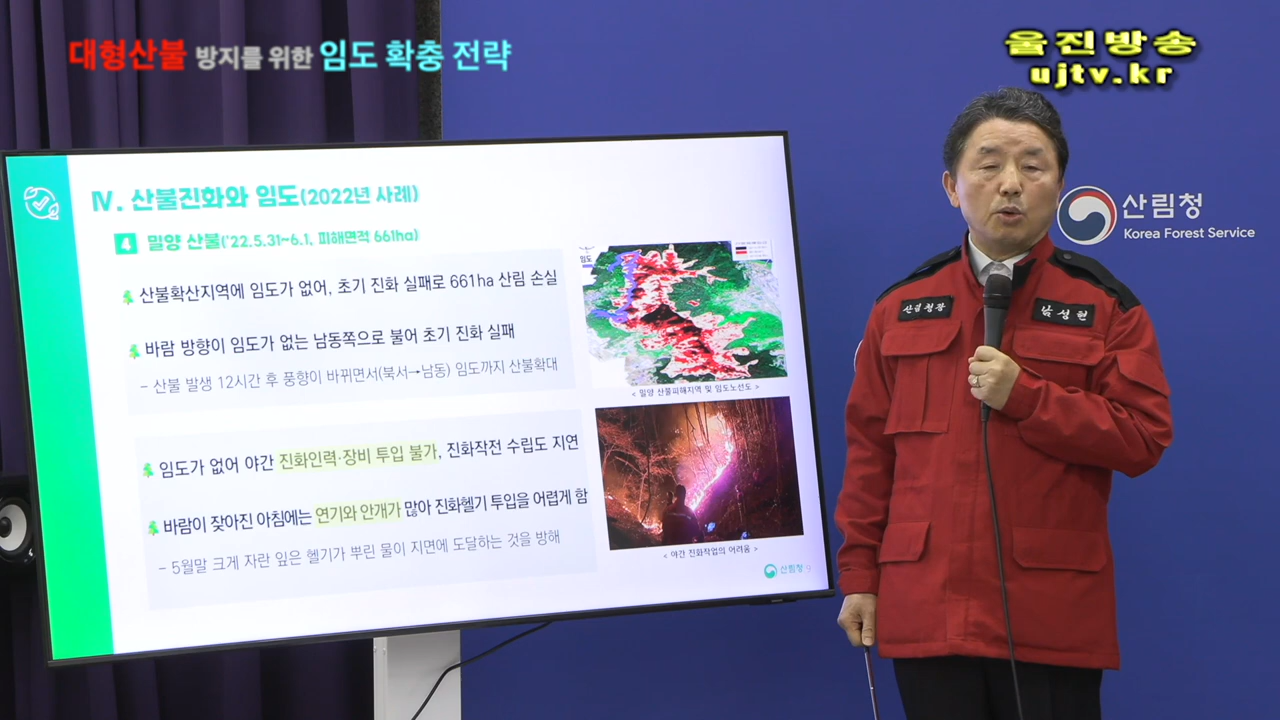 대형산불 방지를 위한 임도 확충 전략
울진방송
ujtv.kr
Ⅳ. 산불진화와 임도(2022년 사례)
4 밀양 산불('22.5.31~6.1, 피해면적 661ha)
산불확산지역에 임도가 없어, 초기 진화 실패로 661ha 산림 손실
바람 방향이 임도가 없는 남동쪽으로 불어 초기 진화 실패
- 산불 발생 12시간 후 풍향이 바뀌면서(북서→남동) 임도까지 산불확대
임도
< 밀양 산불피해지역 및 임도노선도 >
임도가 없어 야간 진화인력·장비 투입 불가, 진화작전 수립도 지연
바람이 잦아진 아침에는 연기와 안개가 많아 진화헬기 투입을 어렵게 함
- 5월말 크게 자란 잎은 헬기가 뿌린 물이 지면에 도달하는 것을 방해
< 야간 진화작업의 어려움 >
산림청 9
산림청
Korea Forest Service
산림청장
남성현